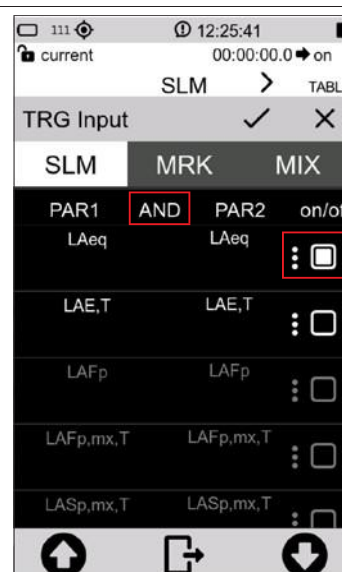 111 12:25:41
current 00:00:00.0 on
SLM > TABL
TRG Input
SLM MRK MIX
PAR1 AND PAR2 on/of
LAeq LAeq
LAE,T LAE,T
LAFp LAFp
LAFp,mx,T LAFp,mx,T
LASp,mx,T LASp,mx,T